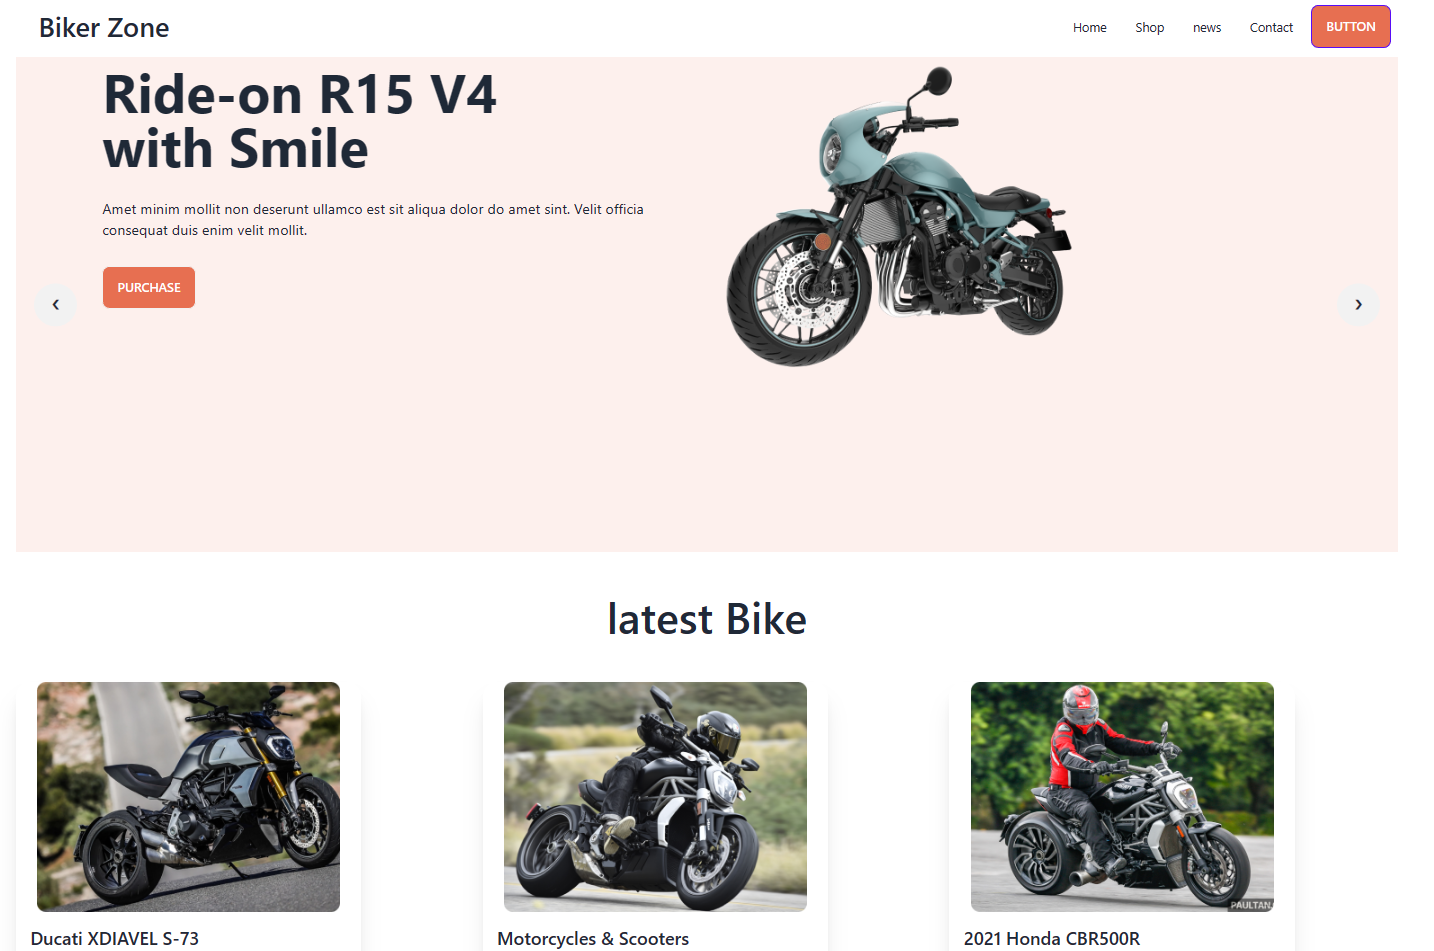 Biker Zone
Home Shop news Contact BUTTON
Ride-on R15 V4
with Smile
Amet minim mollit non deserunt ullamco est sit aliqua dolor do amet sint. Velit officia
consequat duis enim velit mollit.
PURCHASE
❮ ❯
latest Bike
PAULTAN
Ducati XDIAVEL S-73
Motorcycles & Scooters
2021 Honda CBR500R